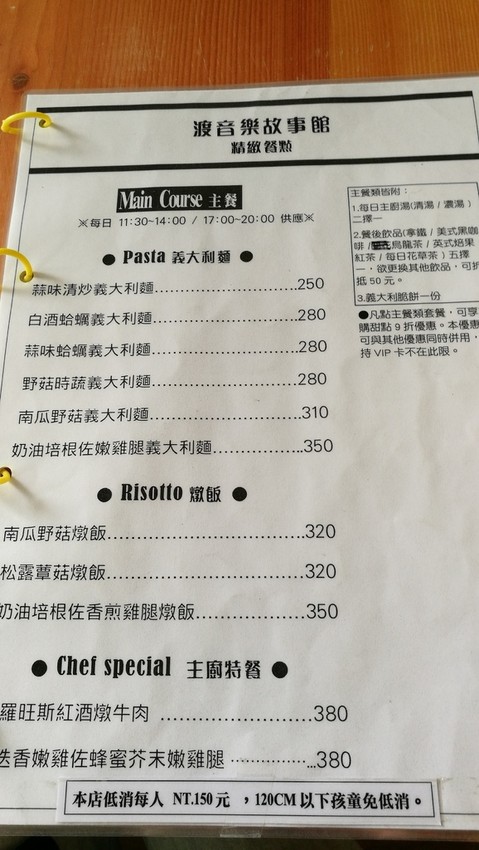 渡音樂故事館
精緻餐點
Main Course 主餐
※每日 11:30~14:00 / 17:00~20:00 供應※
● Pasta 義大利麵 ●
蒜味清炒義大利麵 250
白酒蛤蠣義大利麵 280
蒜味蛤蠣義大利麵 280
野菇時蔬義大利麵 280
南瓜野菇義大利麵 310
奶油培根佐嫩雞腿義大利麵 350
● Risotto 燉飯 ●
南瓜野菇燉飯 320
松露蕈菇燉飯 320
奶油培根佐香煎雞腿燉飯 350
● Chef special 主廚特餐 ●
羅旺斯紅酒燉牛肉 380
迭香嫩雞佐蜂蜜芥末嫩雞腿 380
主餐類皆附：
1.每日主廚湯(清湯 / 濃湯)
二擇一
2.餐後飲品(拿鐵 / 美式黑咖
啡 / 烏龍茶 / 英式焙果
紅茶 / 每日花草茶) 五擇
一，欲更換其他飲品，可折
抵 50 元。
3.義大利脆餅一份
●凡點主餐類套餐，可享
購甜點 9 折優惠。本優惠
可與其他優惠同時併用，
持 VIP 卡不在此限。
本店低消每人 NT.150 元 ，120CM 以下孩童免低消。